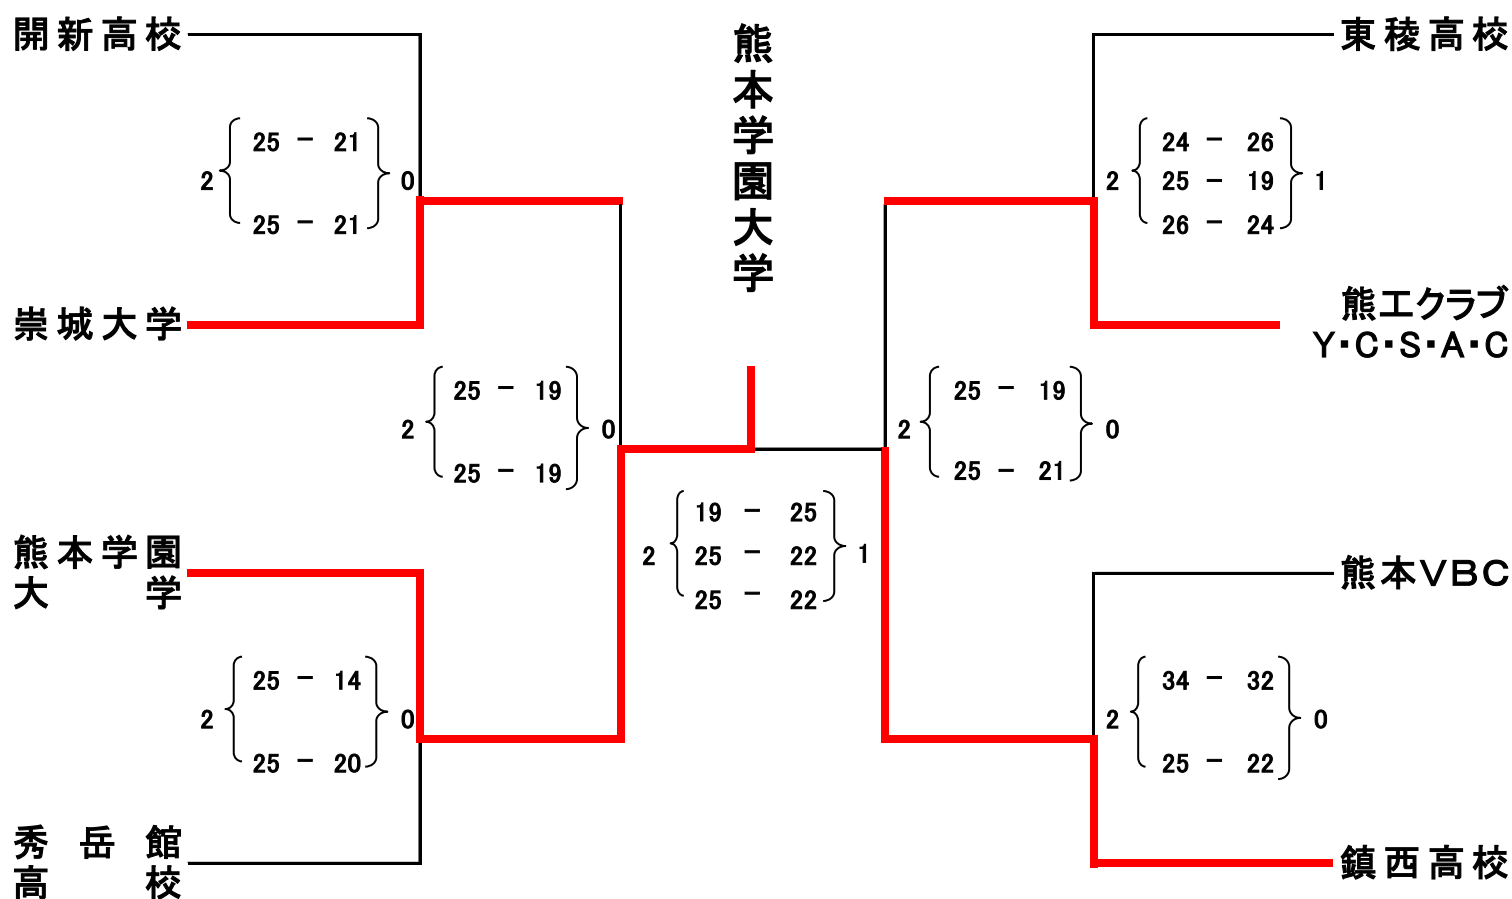 開新高校
2 25 － 21 0
25 － 21
崇城大学
熊本学園
大学
2 25 － 14 0
25 － 20
秀岳館
高校
2 25 － 19 0
25 － 19
熊本学園大学
19 － 25
2 25 － 22 1
25 － 22
2 25 － 19 0
25 － 21
東稜高校
24 － 26
2 25 － 19 1
26 － 24
熊工クラブ
Y・C・S・A・C
熊本VBC
2 34 － 32 0
25 － 22
鎮西高校